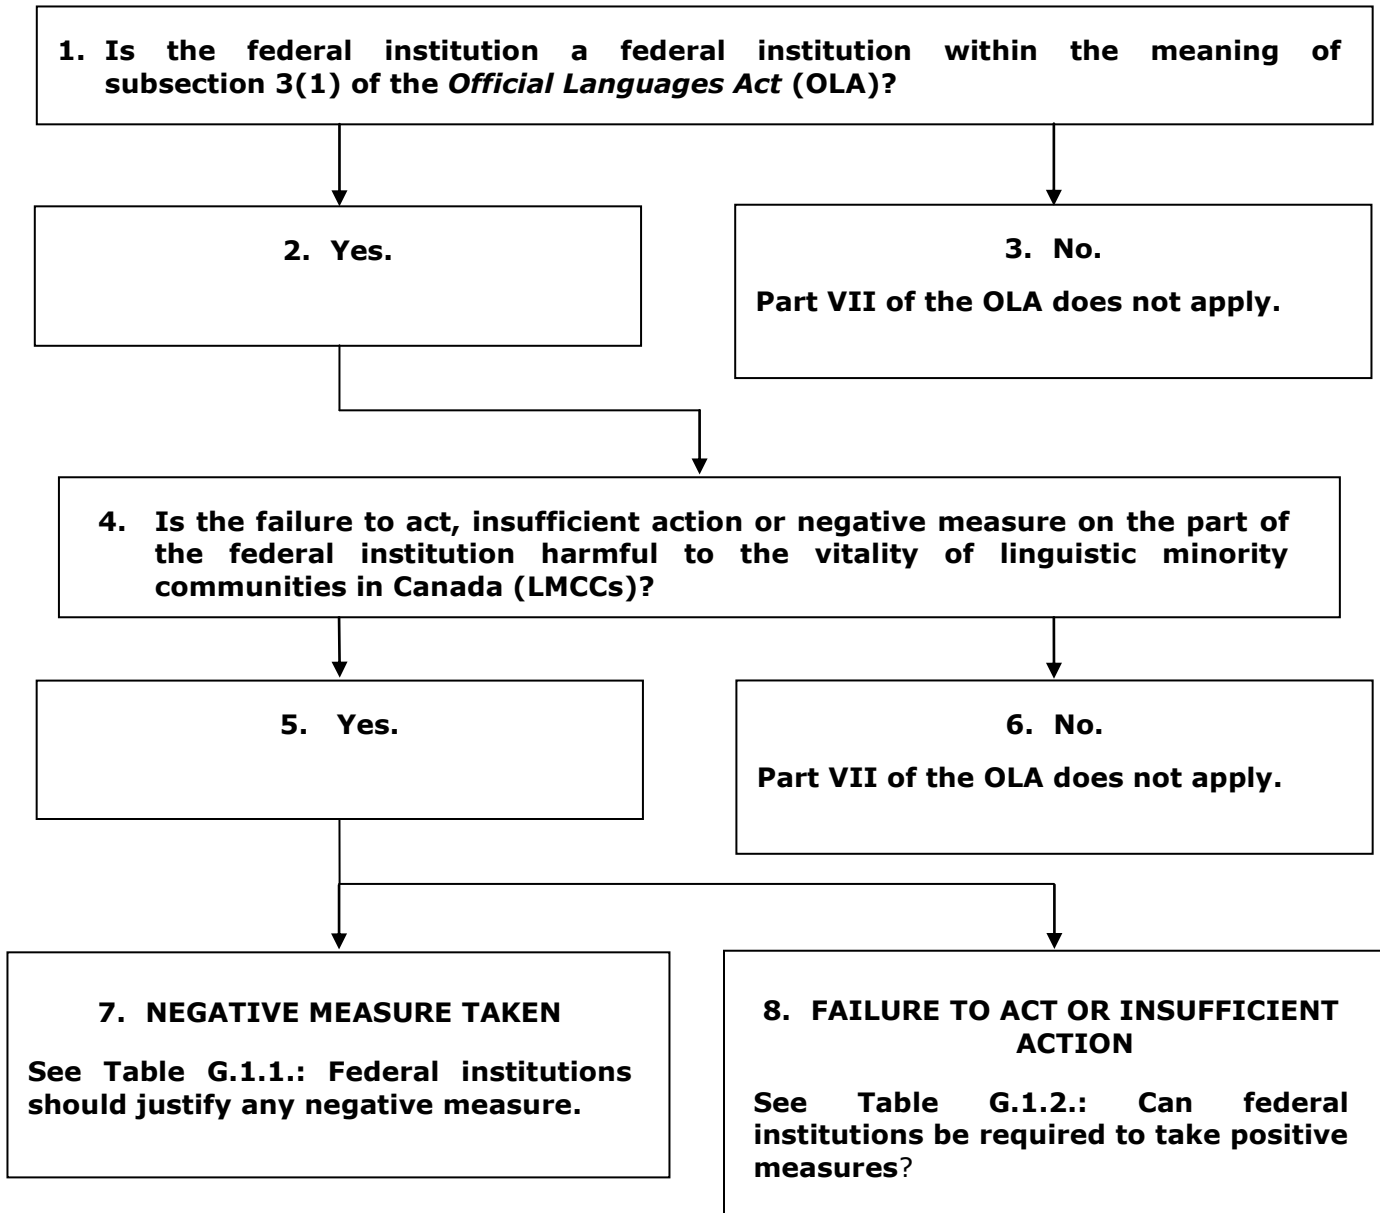 1. Is the federal institution a federal institution within the meaning of
subsection 3(1) of the Official Languages Act (OLA)?
2. Yes.
3. No.
Part VII of the OLA does not apply.
4. Is the failure to act, insufficient action or negative measure on the part of
the federal institution harmful to the vitality of linguistic minority
communities in Canada (LMCCs)?
5. Yes.
6. No.
Part VII of the OLA does not apply.
7. NEGATIVE MEASURE TAKEN
See Table G.1.1.: Federal institutions
should justify any negative measure.
8. FAILURE TO ACT OR INSUFFICIENT
ACTION
See Table G.1.2.: Can federal
institutions be required to take positive
measures?